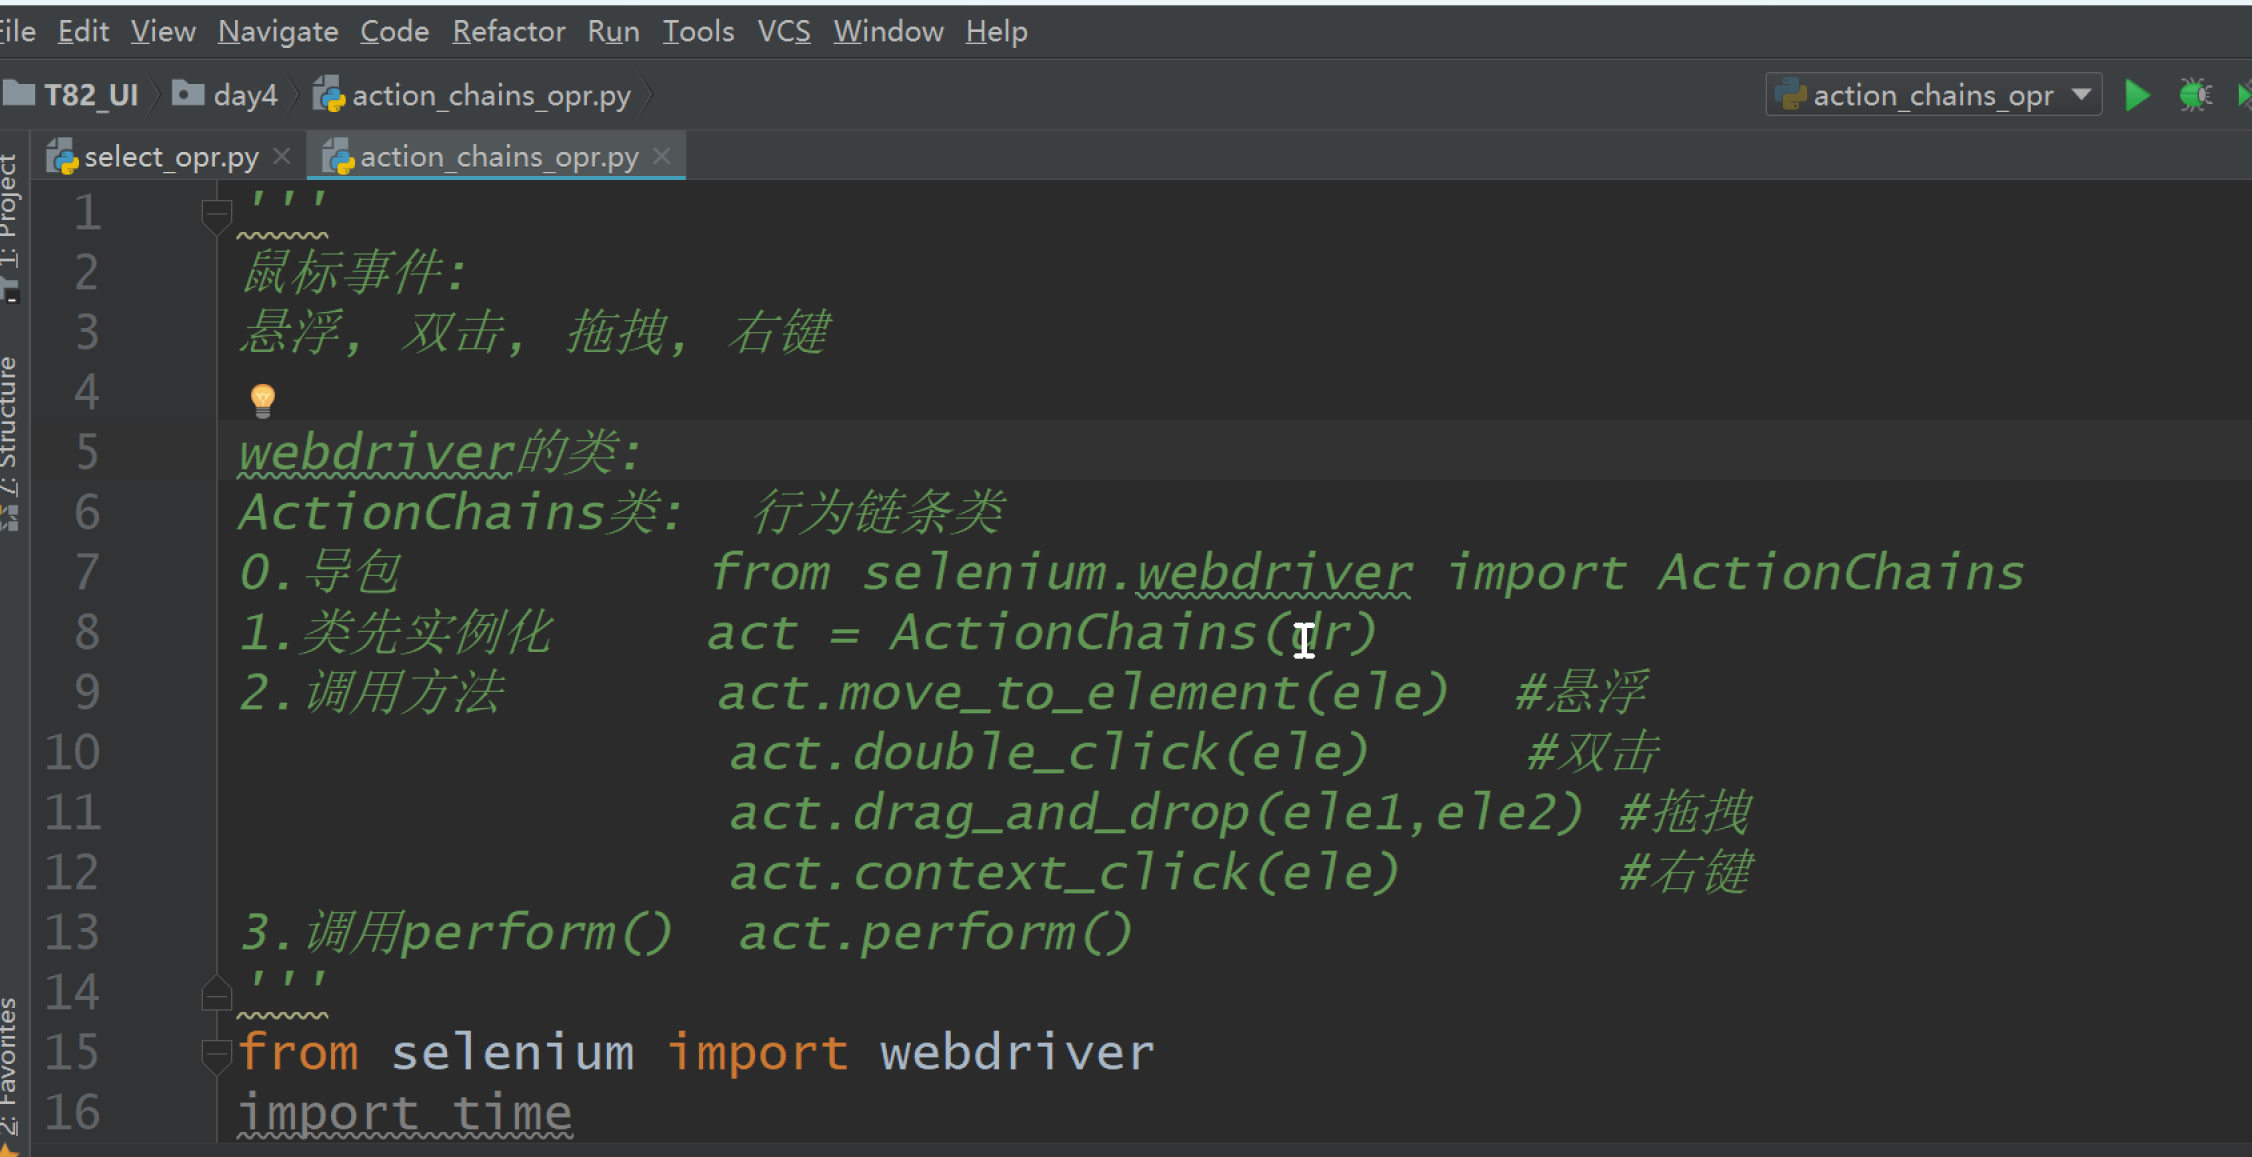 File Edit View Navigate Code Refactor Run Tools VCS Window Help
T82_UI day4 action_chains_opr.py action_chains_opr
select_opr.py action_chains_opr.py
1: Project
7: Structure
2: Favorites
1 '''
2 鼠标事件:
3 悬浮, 双击, 拖拽, 右键
4
5 webdriver的类:
6 ActionChains类: 行为链条类
7 0.导包 from selenium.webdriver import ActionChains
8 1.类先实例化 act = ActionChains(dr)
9 2.调用方法 act.move_to_element(ele) #悬浮
10 act.double_click(ele) #双击
11 act.drag_and_drop(ele1,ele2) #拖拽
12 act.context_click(ele) #右键
13 3.调用perform() act.perform()
14 '''
15 from selenium import webdriver
16 import time